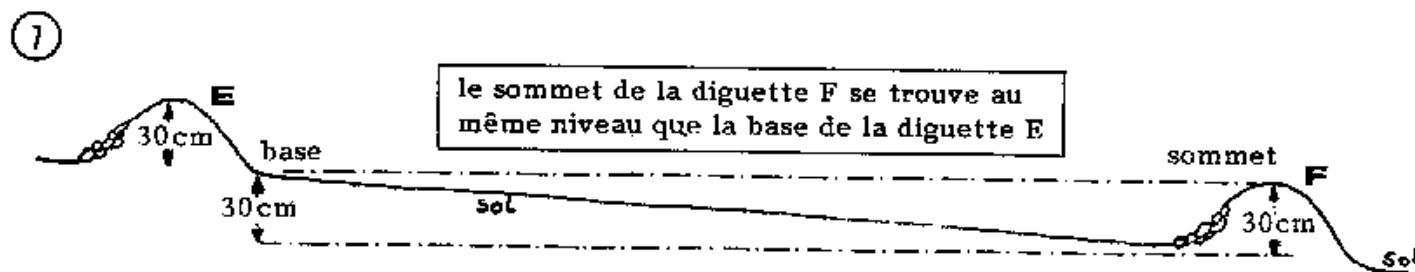 7
E
le sommet de la diguette F se trouve au
même niveau que la base de la diguette E
30cm
base
sommet
F
30cm
sol
30cm
sol